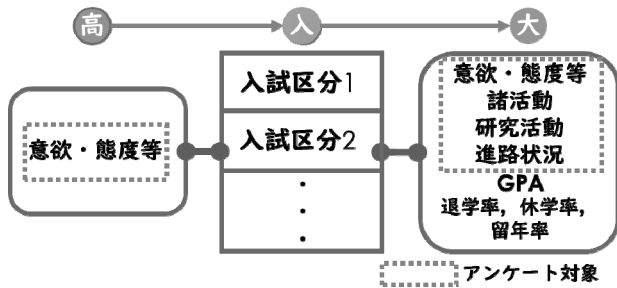 高 入 大
意欲・態度等
入試区分1
入試区分2
・
・
・
意欲・態度等
諸活動
研究活動
進路状況
GPA
退学率，休学率，
留年率
アンケート対象